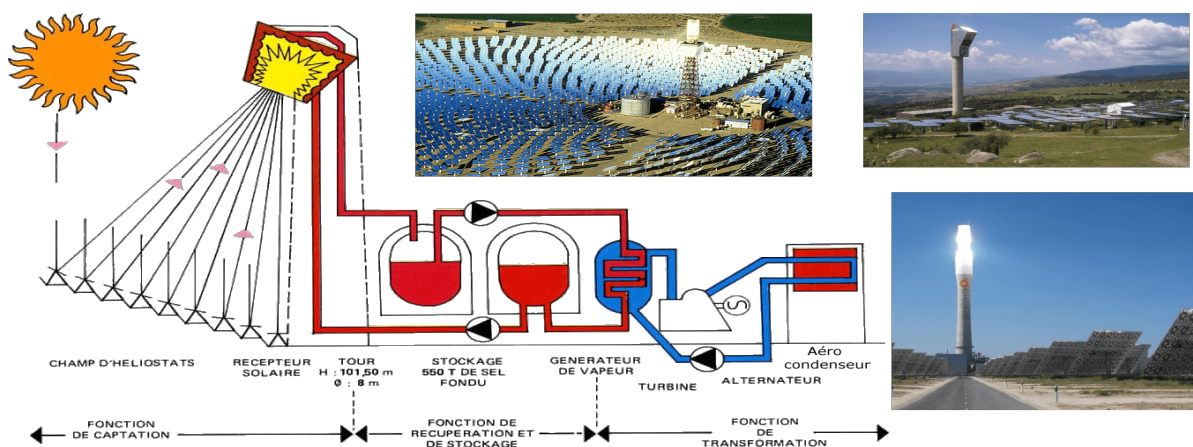 CHAMP D'HELIOSTATS
RECEPTEUR
SOLAIRE
TOUR
H : 101,50 m
Ø : 8 m
STOCKAGE
550 T DE SEL
FONDU
GENERATEUR
DE VAPEUR
TURBINE
ALTERNATEUR
Aéro
condenseur
FONCTION
DE CAPTATION
FONCTION DE
RECUPERATION ET
DE STOCKAGE
FONCTION
DE
TRANSFORMATION